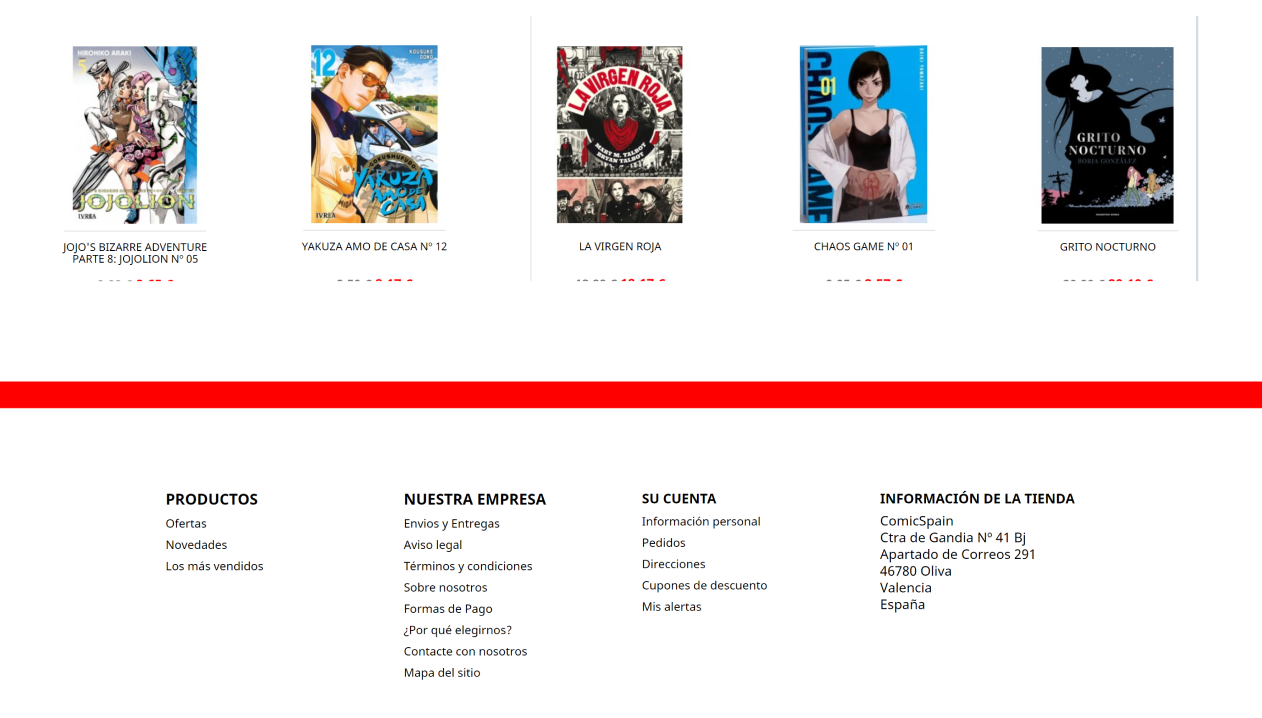 HIROHIKO ARAKI
JOJOLION
IVREA
12
KOUSUKE
OONO
YAKUZA
AMO DE
CASA
IVREA
LA VIRGEN ROJA
MARY M. TALBOT
BRYAN TALBOT
CHAOS GAME
01
GRITO
NOCTURNO
BORJA GONZÁLEZ
JOJO'S BIZARRE ADVENTURE
PARTE 8: JOJOLION Nº 05
YAKUZA AMO DE CASA Nº 12
LA VIRGEN ROJA
CHAOS GAME Nº 01
GRITO NOCTURNO
PRODUCTOS
Ofertas
Novedades
Los más vendidos
NUESTRA EMPRESA
Envios y Entregas
Aviso legal
Términos y condiciones
Sobre nosotros
Formas de Pago
¿Por qué elegirnos?
Contacte con nosotros
Mapa del sitio
SU CUENTA
Información personal
Pedidos
Direcciones
Cupones de descuento
Mis alertas
INFORMACIÓN DE LA TIENDA
ComicSpain
Ctra de Gandia Nº 41 Bj
Apartado de Correos 291
46780 Oliva
Valencia
España